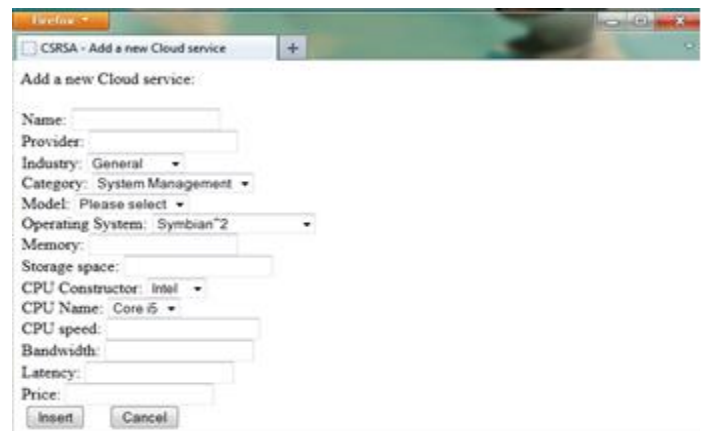 Firefox
CSRSA - Add a new Cloud service
Add a new Cloud service:
Name:
Provider:
Industry: General
Category: System Management
Model: Please select
Operating System: Symbian^2
Memory:
Storage space:
CPU Constructor: Intel
CPU Name: Core i5
CPU speed:
Bandwidth:
Latency:
Price:
Insert Cancel